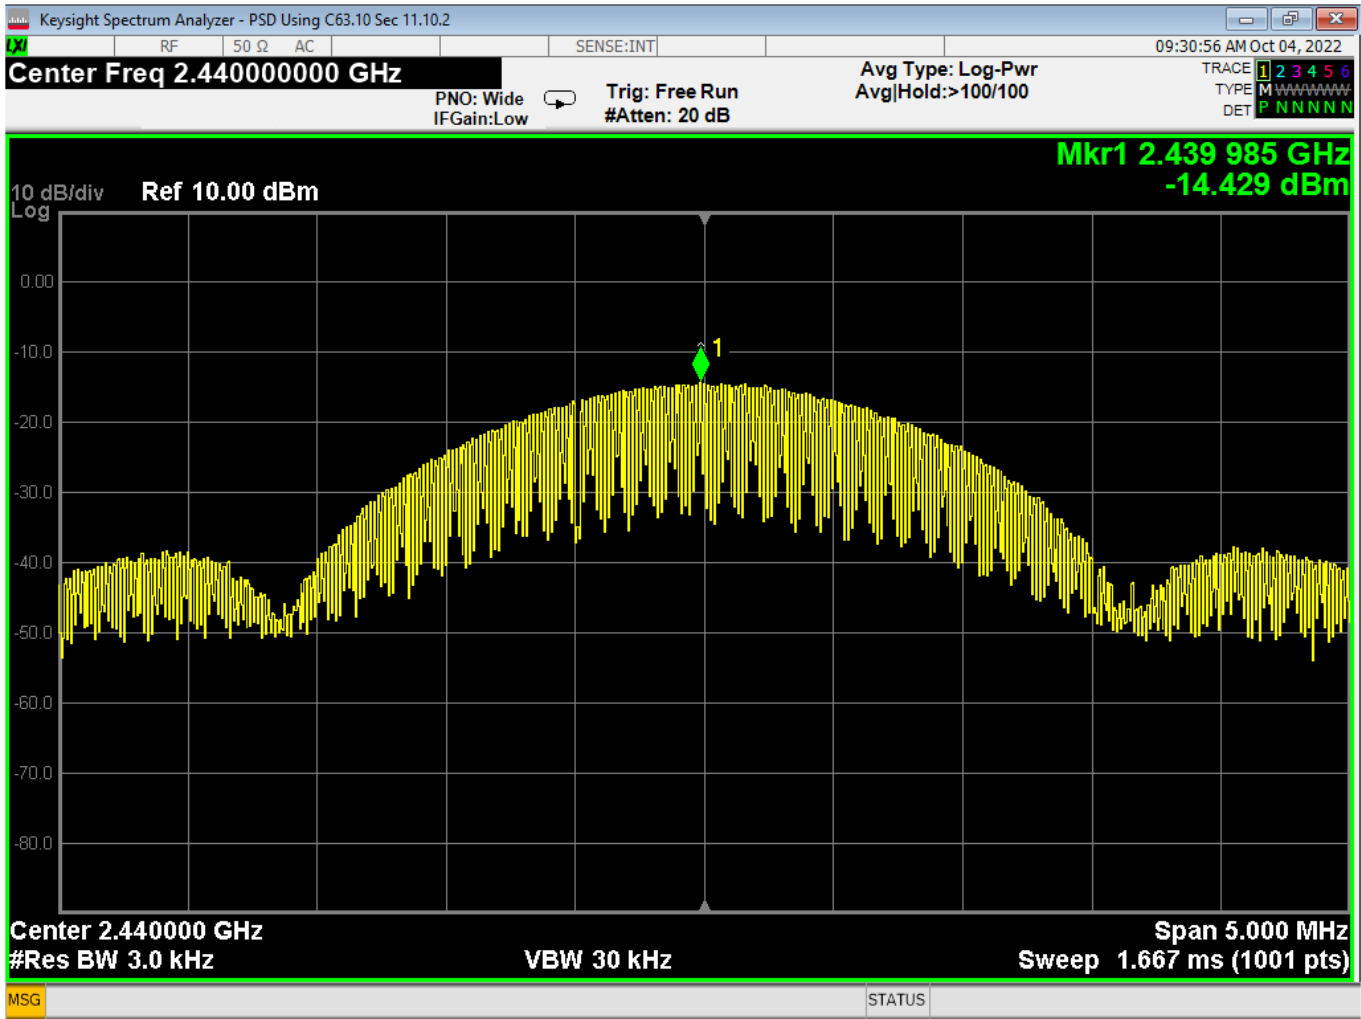 Keysight Spectrum Analyzer - PSD Using C63.10 Sec 11.10.2
LXI RF 50 Ω AC SENSE:INT 09:30:56 AM Oct 04, 2022
Center Freq 2.440000000 GHz
PNO: Wide
IFGain:Low
Trig: Free Run
#Atten: 20 dB
Avg Type: Log-Pwr
Avg|Hold:>100/100
TRACE 1 2 3 4 5 6
TYPE M WWWWWW
DET P N N N N N
Mkr1 2.439 985 GHz
-14.429 dBm
10 dB/div Ref 10.00 dBm
Log
0.00
1
-10.0
-20.0
-30.0
-40.0
-50.0
-60.0
-70.0
-80.0
Center 2.440000 GHz Span 5.000 MHz
#Res BW 3.0 kHz VBW 30 kHz Sweep 1.667 ms (1001 pts)
MSG STATUS